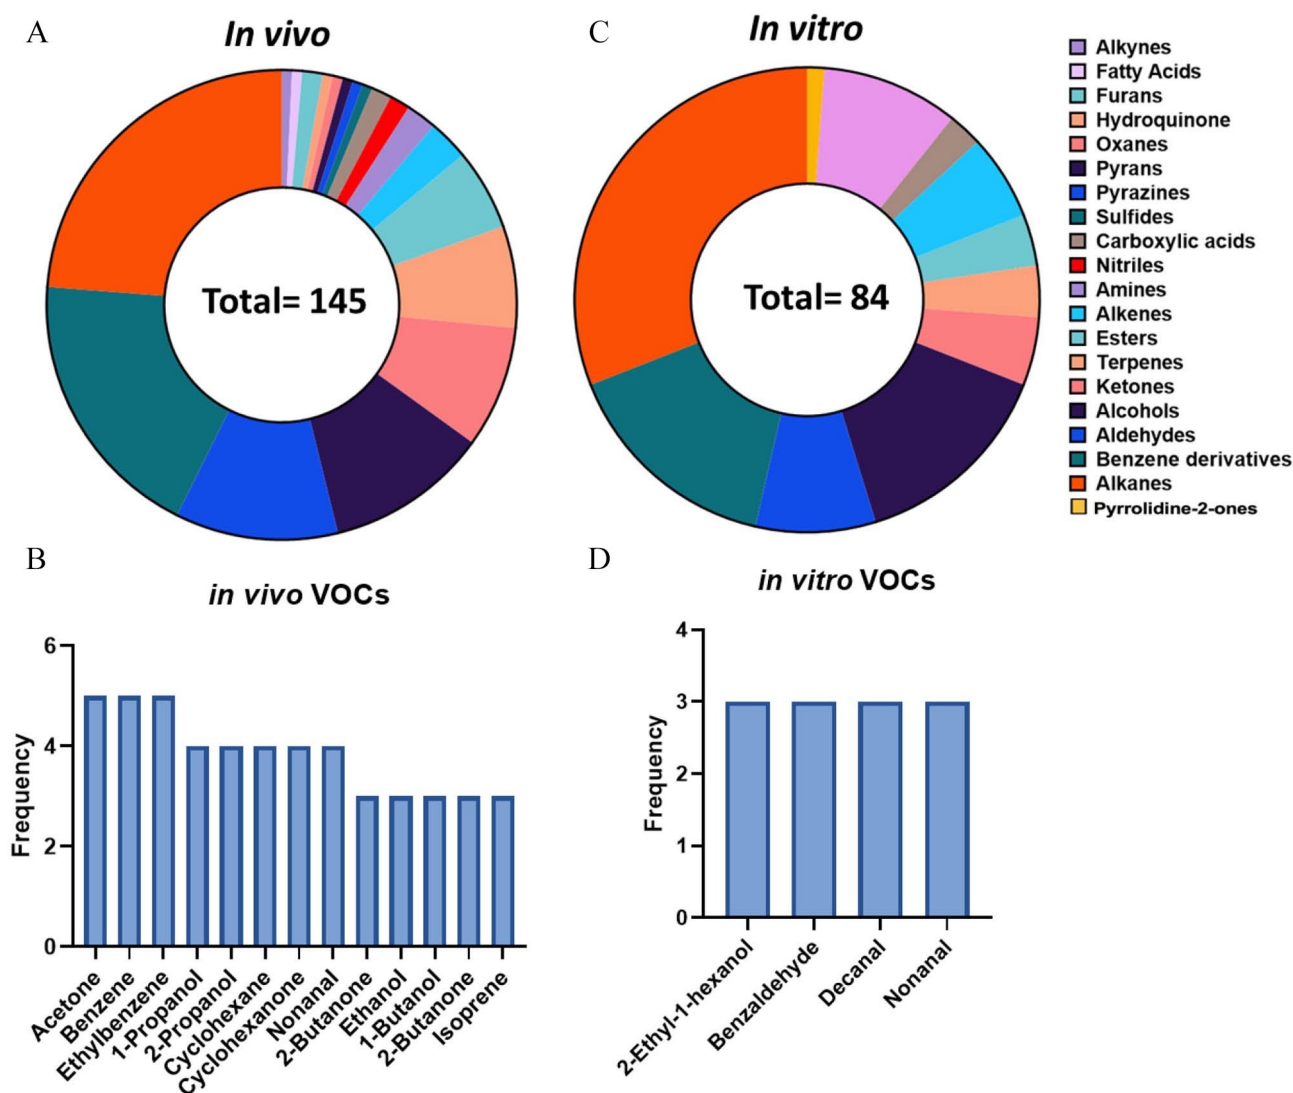 A
In vivo
Total= 145
C
In vitro
Total= 84
Alkynes
Fatty Acids
Furans
Hydroquinone
Oxanes
Pyrans
Pyrazines
Sulfides
Carboxylic acids
Nitriles
Amines
Alkenes
Esters
Terpenes
Ketones
Alcohols
Aldehydes
Benzene derivatives
Alkanes
Pyrrolidine-2-ones
B
in vivo VOCs
Frequency
6
4
2
0
Acetone
Benzene
Ethylbenzene
1-Propanol
2-Propanol
Cyclohexane
Cyclohexanone
Nonanal
2-Butanone
Ethanol
1-Butanol
2-Butanone
Isoprene
D
in vitro VOCs
Frequency
4
3
2
1
0
2-Ethyl-1-hexanol
Benzaldehyde
Decanal
Nonanal